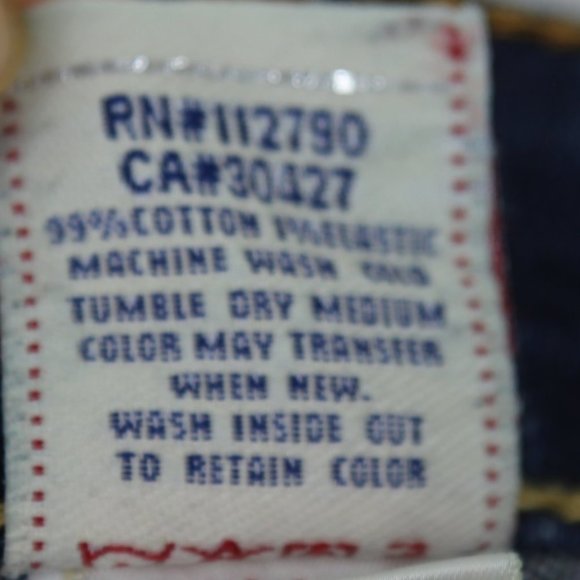 RN#112790
CA#30427
99%COTTON 1%ELASTIC
MACHINE WASH COLD
TUMBLE DRY MEDIUM
COLOR MAY TRANSFER
WHEN NEW.
WASH INSIDE OUT
TO RETAIN COLOR